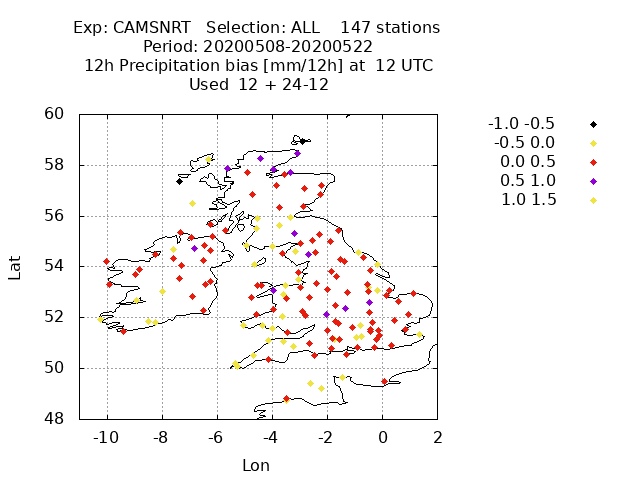 Exp: CAMSNRT Selection: ALL 147 stations
Period: 20200508-20200522
12h Precipitation bias [mm/12h] at 12 UTC
Used 12 + 24-12
-1.0 -0.5
-0.5 0.0
0.0 0.5
0.5 1.0
1.0 1.5
60
58
56
54
52
50
48
Lat
-10 -8 -6 -4 -2 0 2
Lon